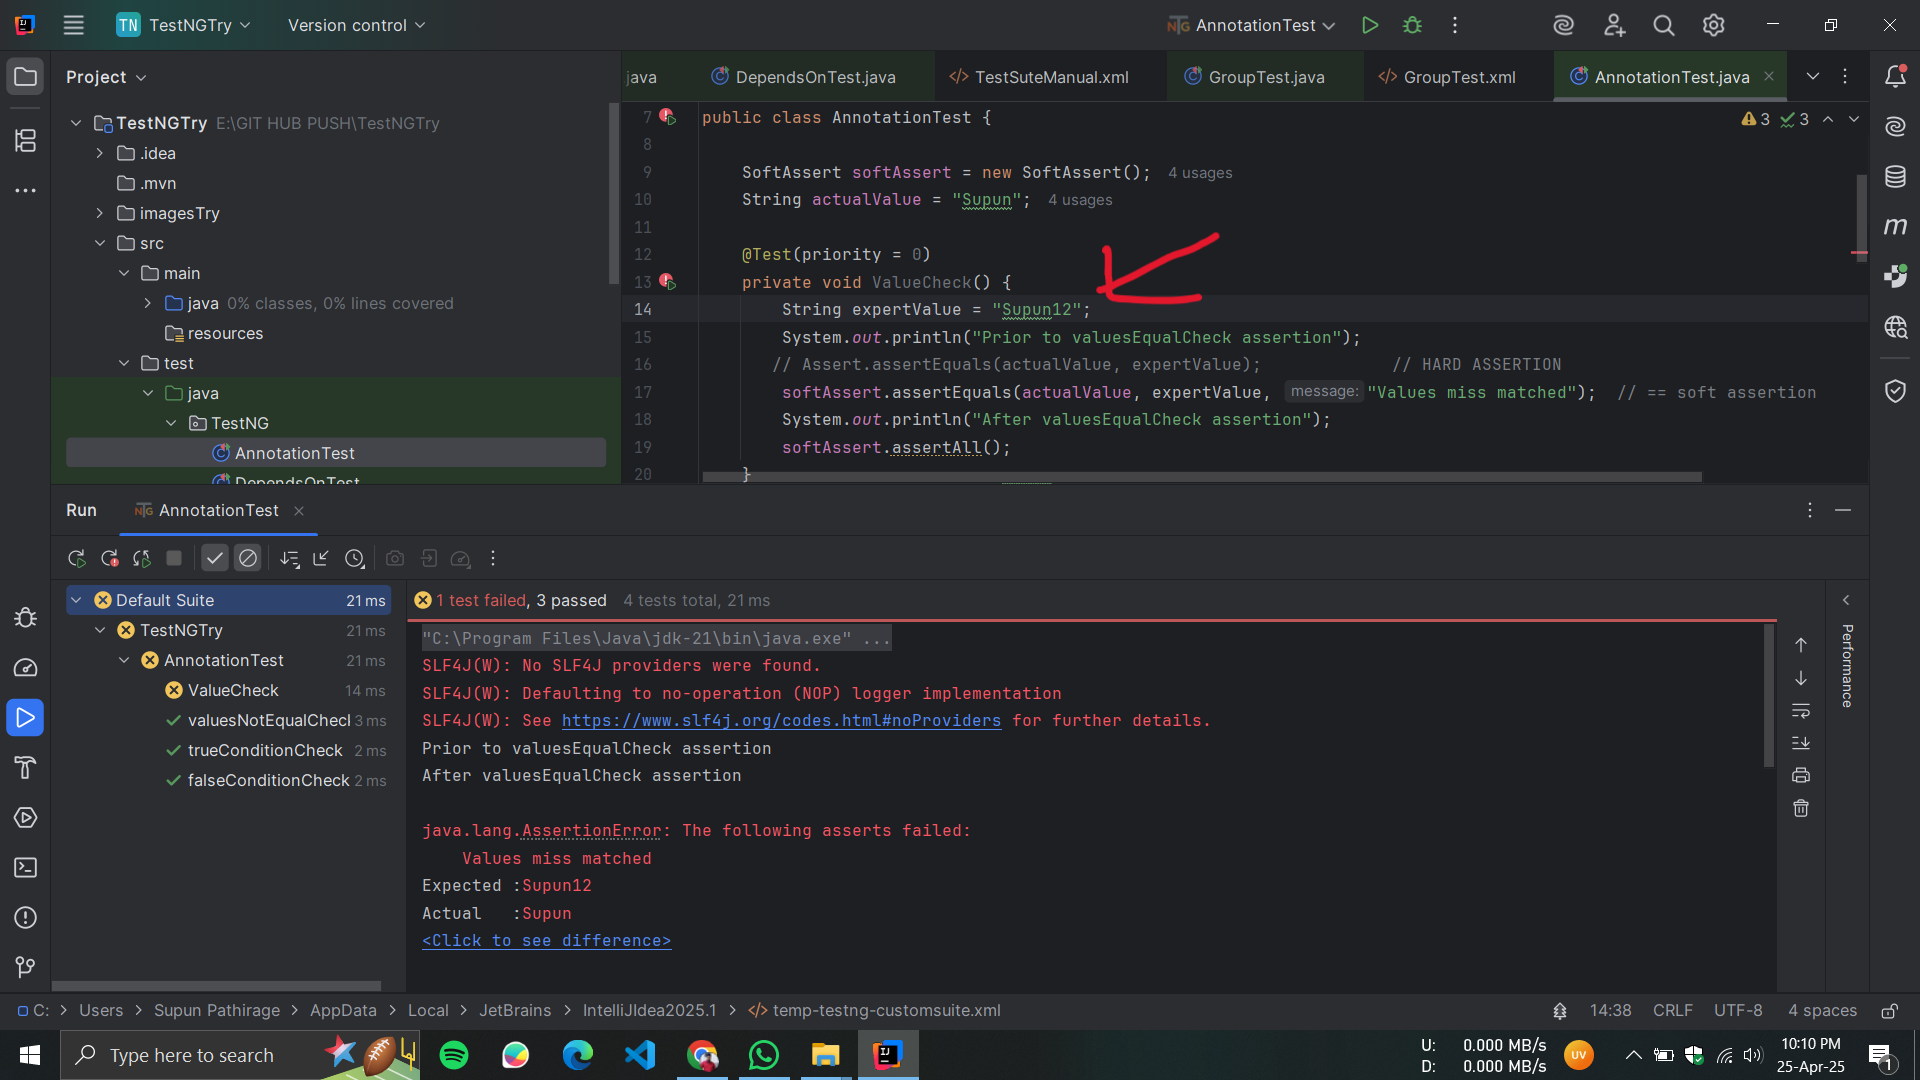 TN TestNGTry Version control AnnotationTest
Project
java DependsOnTest.java TestSuteManual.xml GroupTest.java GroupTest.xml AnnotationTest.java
TestNGTry E:\GIT HUB PUSH\TestNGTry
.idea
.mvn
imagesTry
src
main
java 0% classes, 0% lines covered
resources
test
java
TestNG
AnnotationTest
DependsOnTest
7 public class AnnotationTest { 3 3
8
9 SoftAssert softAssert = new SoftAssert(); 4 usages
10 String actualValue = "Supun"; 4 usages
11
12 @Test(priority = 0)
13 private void ValueCheck() {
14 String expertValue = "Supun12";
15 System.out.println("Prior to valuesEqualCheck assertion");
16 // Assert.assertEquals(actualValue, expertValue); // HARD ASSERTION
17 softAssert.assertEquals(actualValue, expertValue, message: "Values miss matched"); // == soft assertion
18 System.out.println("After valuesEqualCheck assertion");
19 softAssert.assertAll();
20 }
Run AnnotationTest
Default Suite 21 ms
TestNGTry 21 ms
AnnotationTest 21 ms
ValueCheck 14 ms
valuesNotEqualChecl 3 ms
trueConditionCheck 2 ms
falseConditionCheck 2 ms
1 test failed, 3 passed 4 tests total, 21 ms
"C:\Program Files\Java\jdk-21\bin\java.exe" ...
SLF4J(W): No SLF4J providers were found.
SLF4J(W): Defaulting to no-operation (NOP) logger implementation
SLF4J(W): See https://www.slf4j.org/codes.html#noProviders for further details.
Prior to valuesEqualCheck assertion
After valuesEqualCheck assertion
java.lang.AssertionError: The following asserts failed:
Values miss matched
Expected :Supun12
Actual :Supun
<Click to see difference>
Performance
C: > Users > Supun Pathirage > AppData > Local > JetBrains > IntelliJIdea2025.1 > temp-testng-customsuite.xml
14:38 CRLF UTF-8 4 spaces
Type here to search
U: 0.000 MB/s
D: 0.000 MB/s
UV
10:10 PM
25-Apr-25
1